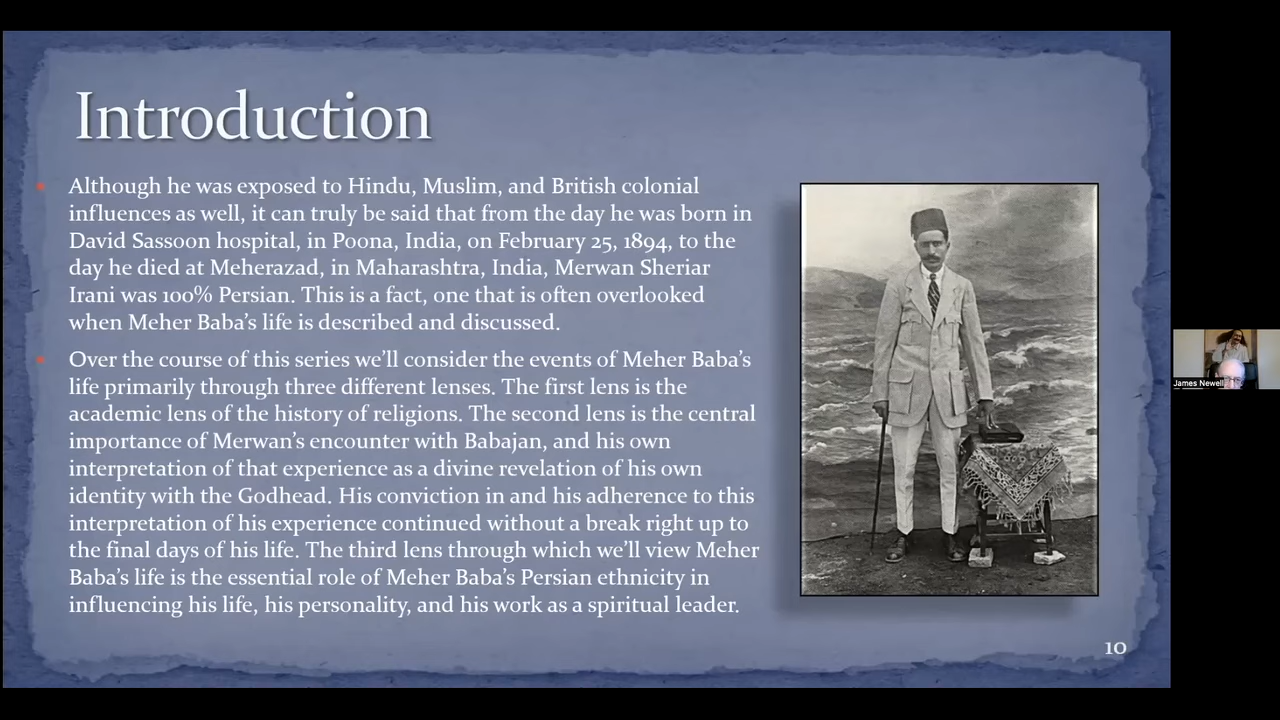 Introduction
Although he was exposed to Hindu, Muslim, and British colonial
influences as well, it can truly be said that from the day he was born in
David Sassoon hospital, in Poona, India, on February 25, 1894, to the
day he died at Meherazad, in Maharashtra, India, Merwan Sheriar
Irani was 100% Persian. This is a fact, one that is often overlooked
when Meher Baba's life is described and discussed.
Over the course of this series we'll consider the events of Meher Baba's
life primarily through three different lenses. The first lens is the
academic lens of the history of religions. The second lens is the central
importance of Merwan's encounter with Babajan, and his own
interpretation of that experience as a divine revelation of his own
identity with the Godhead. His conviction in and his adherence to this
interpretation of his experience continued without a break right up to
the final days of his life. The third lens through which we'll view Meher
Baba's life is the essential role of Meher Baba's Persian ethnicity in
influencing his life, his personality, and his work as a spiritual leader.
10
James Newell